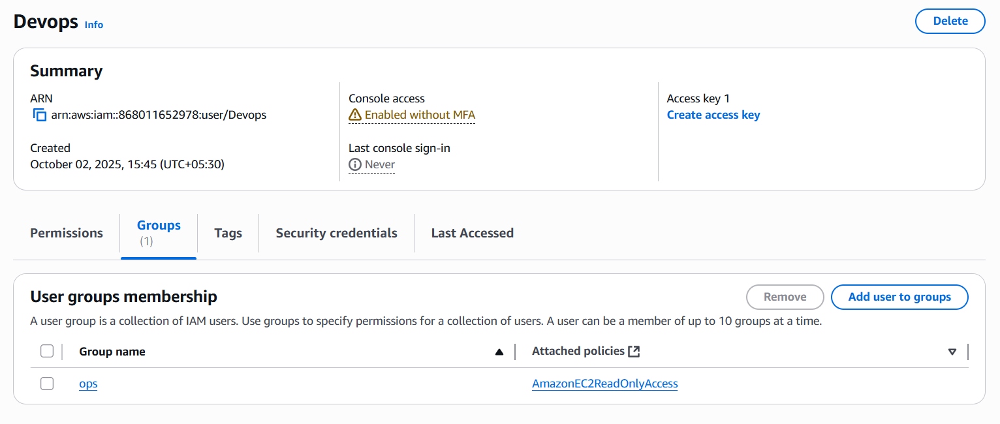 Devops Info
Delete
Summary
ARN
arn:aws:iam::868011652978:user/Devops
Created
October 02, 2025, 15:45 (UTC+05:30)
Console access
Enabled without MFA
Last console sign-in
Never
Access key 1
Create access key
Permissions
Groups
(1)
Tags
Security credentials
Last Accessed
User groups membership
Remove
Add user to groups
A user group is a collection of IAM users. Use groups to specify permissions for a collection of users. A user can be a member of up to 10 groups at a time.
Group name
Attached policies
ops
AmazonEC2ReadOnlyAccess